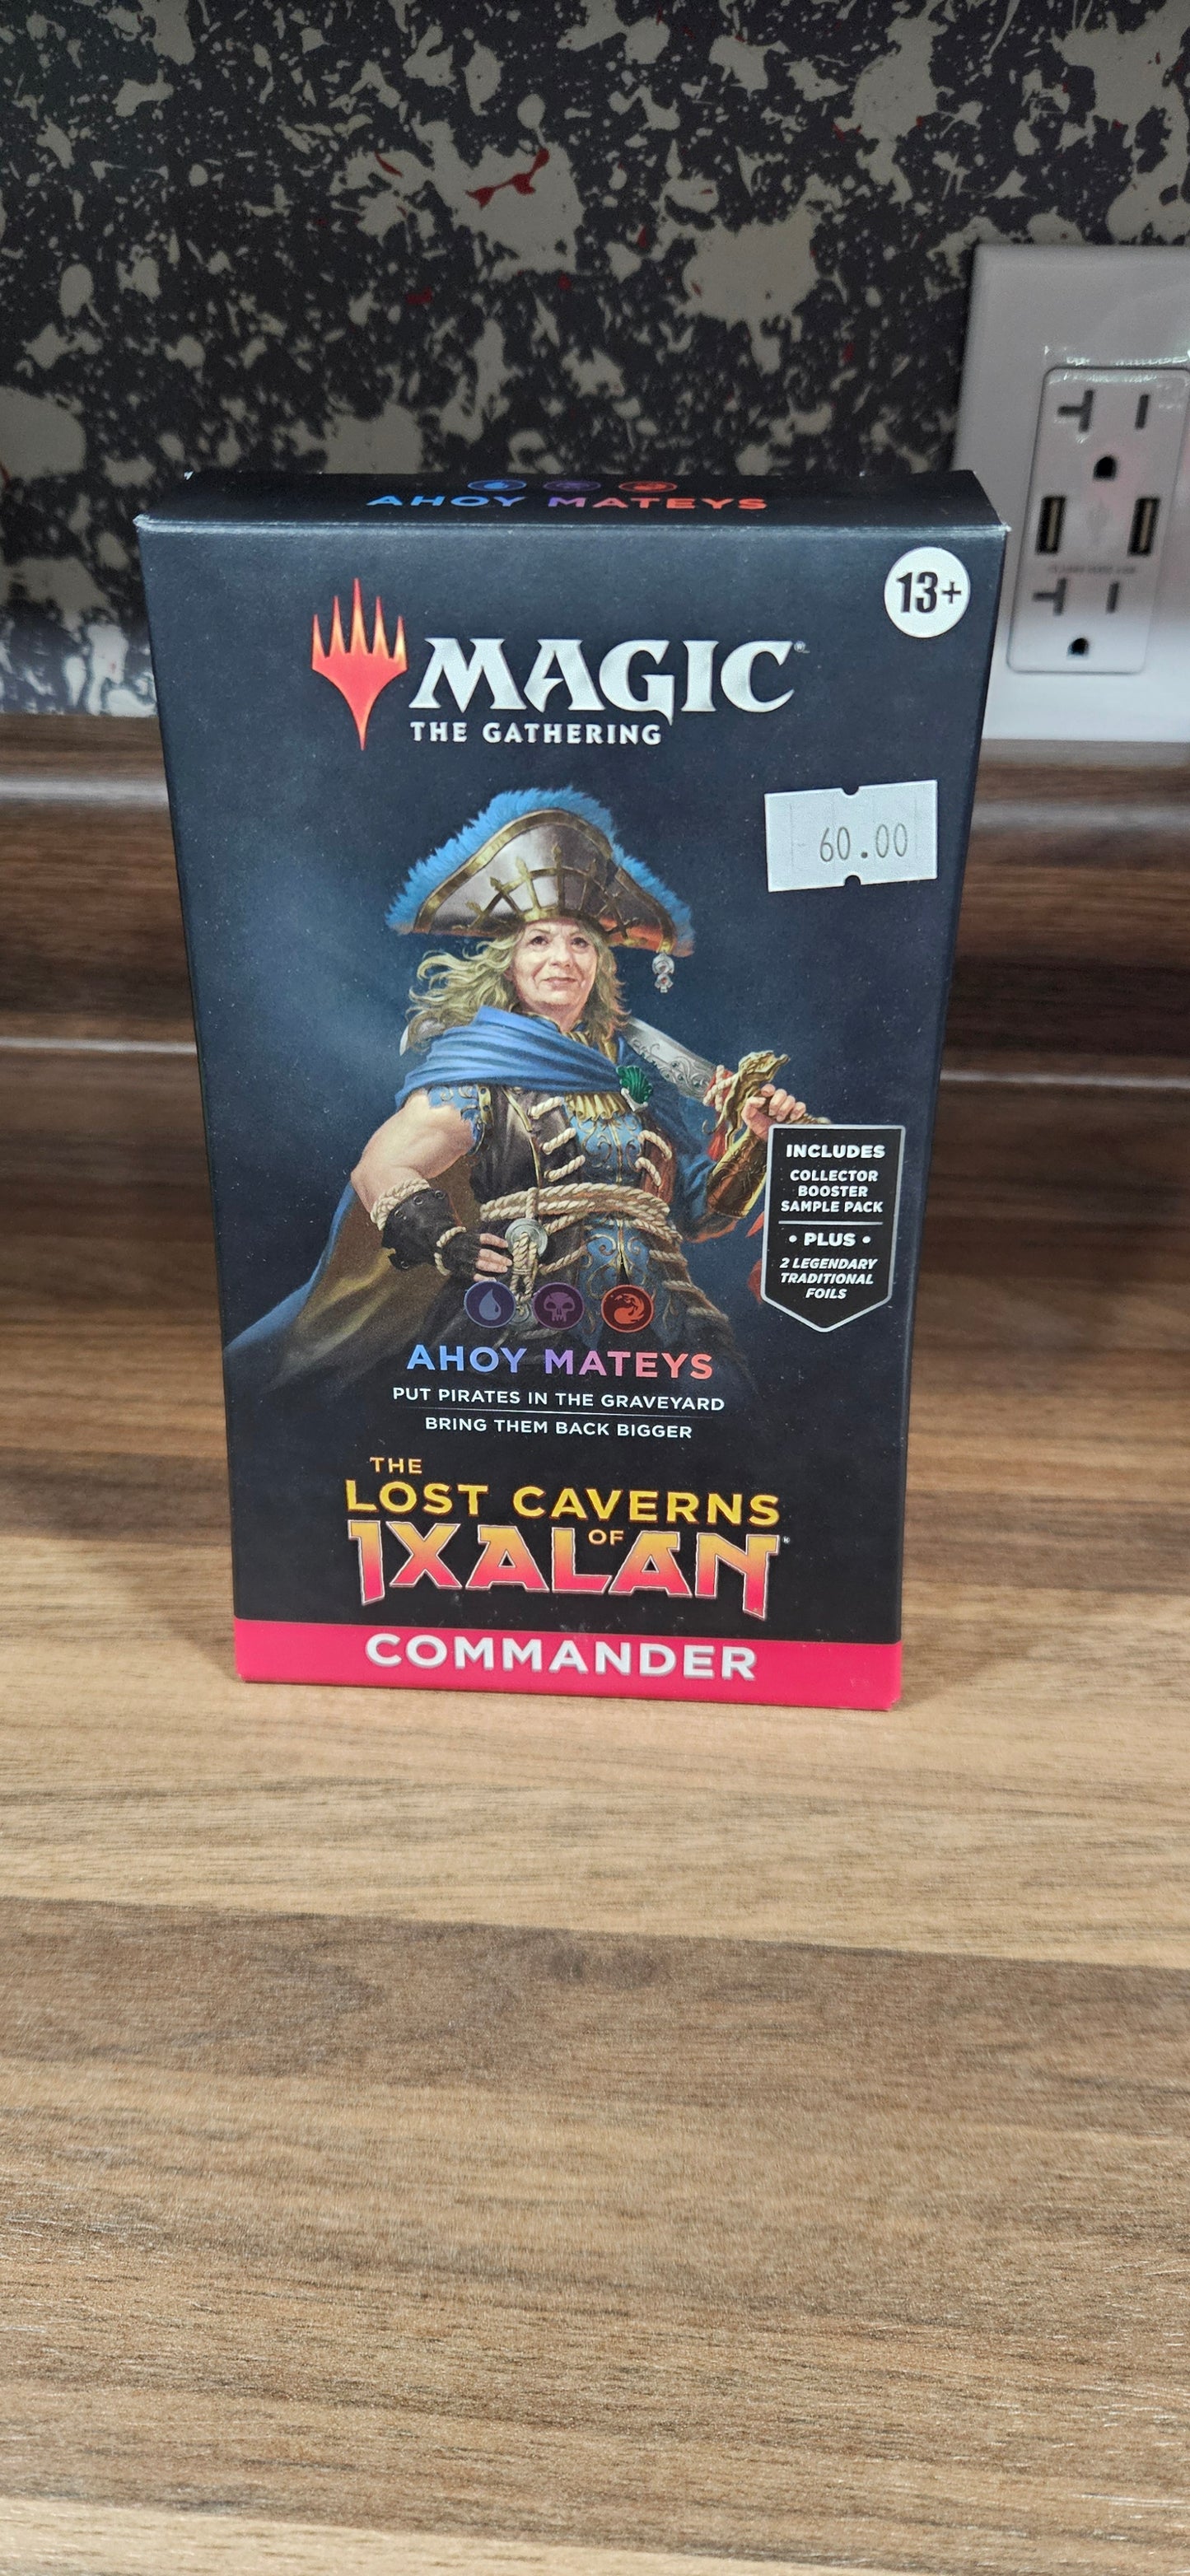 AHOY MATEYS
13+
MAGIC®
THE GATHERING
60.00
INCLUDES
COLLECTOR
BOOSTER
SAMPLE PACK
• PLUS •
2 LEGENDARY
TRADITIONAL
FOILS
AHOY MATEYS
PUT PIRATES IN THE GRAVEYARD
BRING THEM BACK BIGGER
THE
LOST CAVERNS
OF
IXALAN
COMMANDER